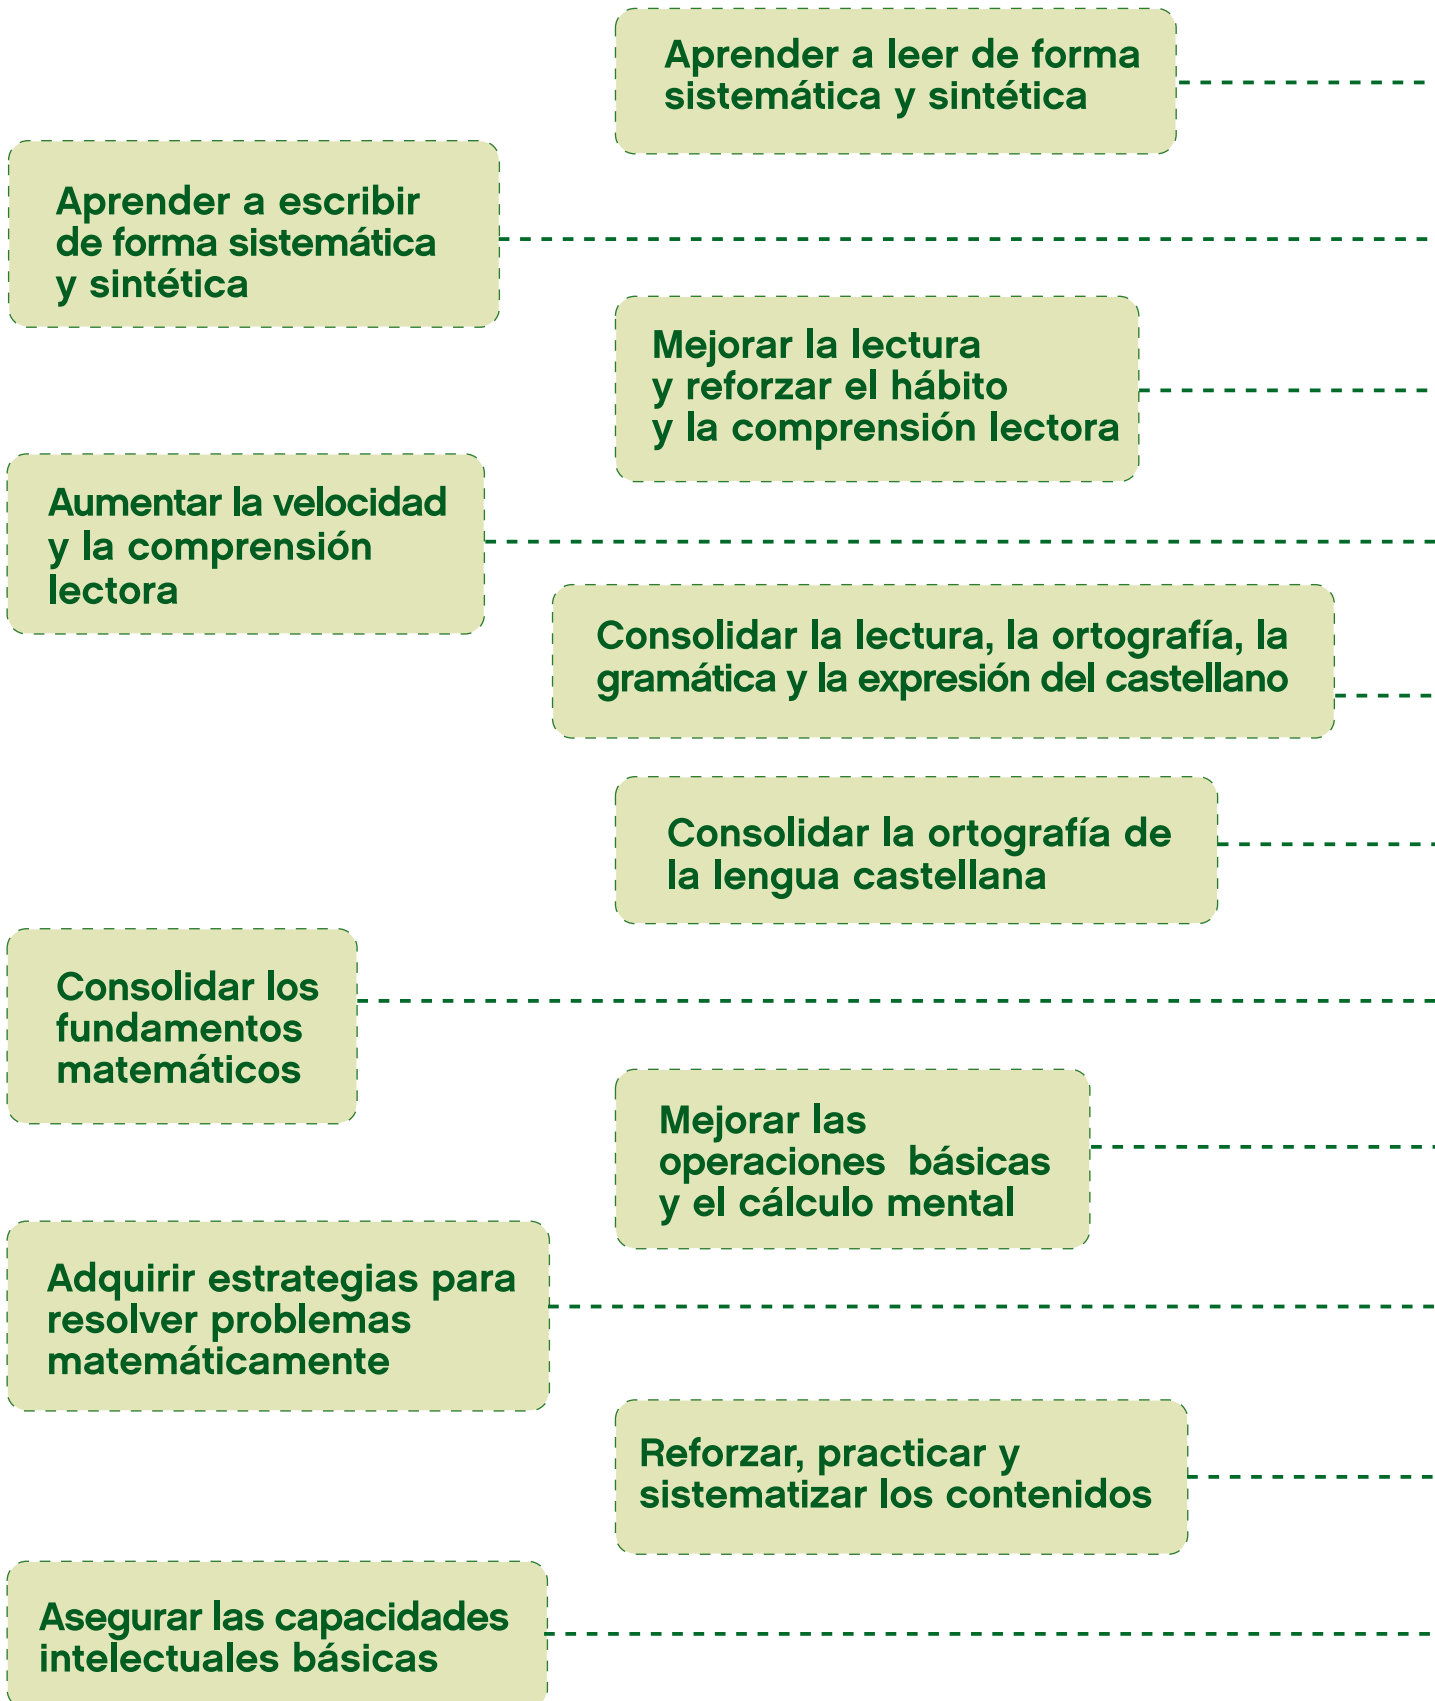 Aprender a leer de forma
sistemática y sintética
Aprender a escribir
de forma sistemática
y sintética
Mejorar la lectura
y reforzar el hábito
y la comprensión lectora
Aumentar la velocidad
y la comprensión
lectora
Consolidar la lectura, la ortografía, la
gramática y la expresión del castellano
Consolidar la ortografía de
la lengua castellana
Consolidar los
fundamentos
matemáticos
Mejorar las
operaciones básicas
y el cálculo mental
Adquirir estrategias para
resolver problemas
matemáticamente
Reforzar, practicar y
sistematizar los contenidos
Asegurar las capacidades
intelectuales básicas